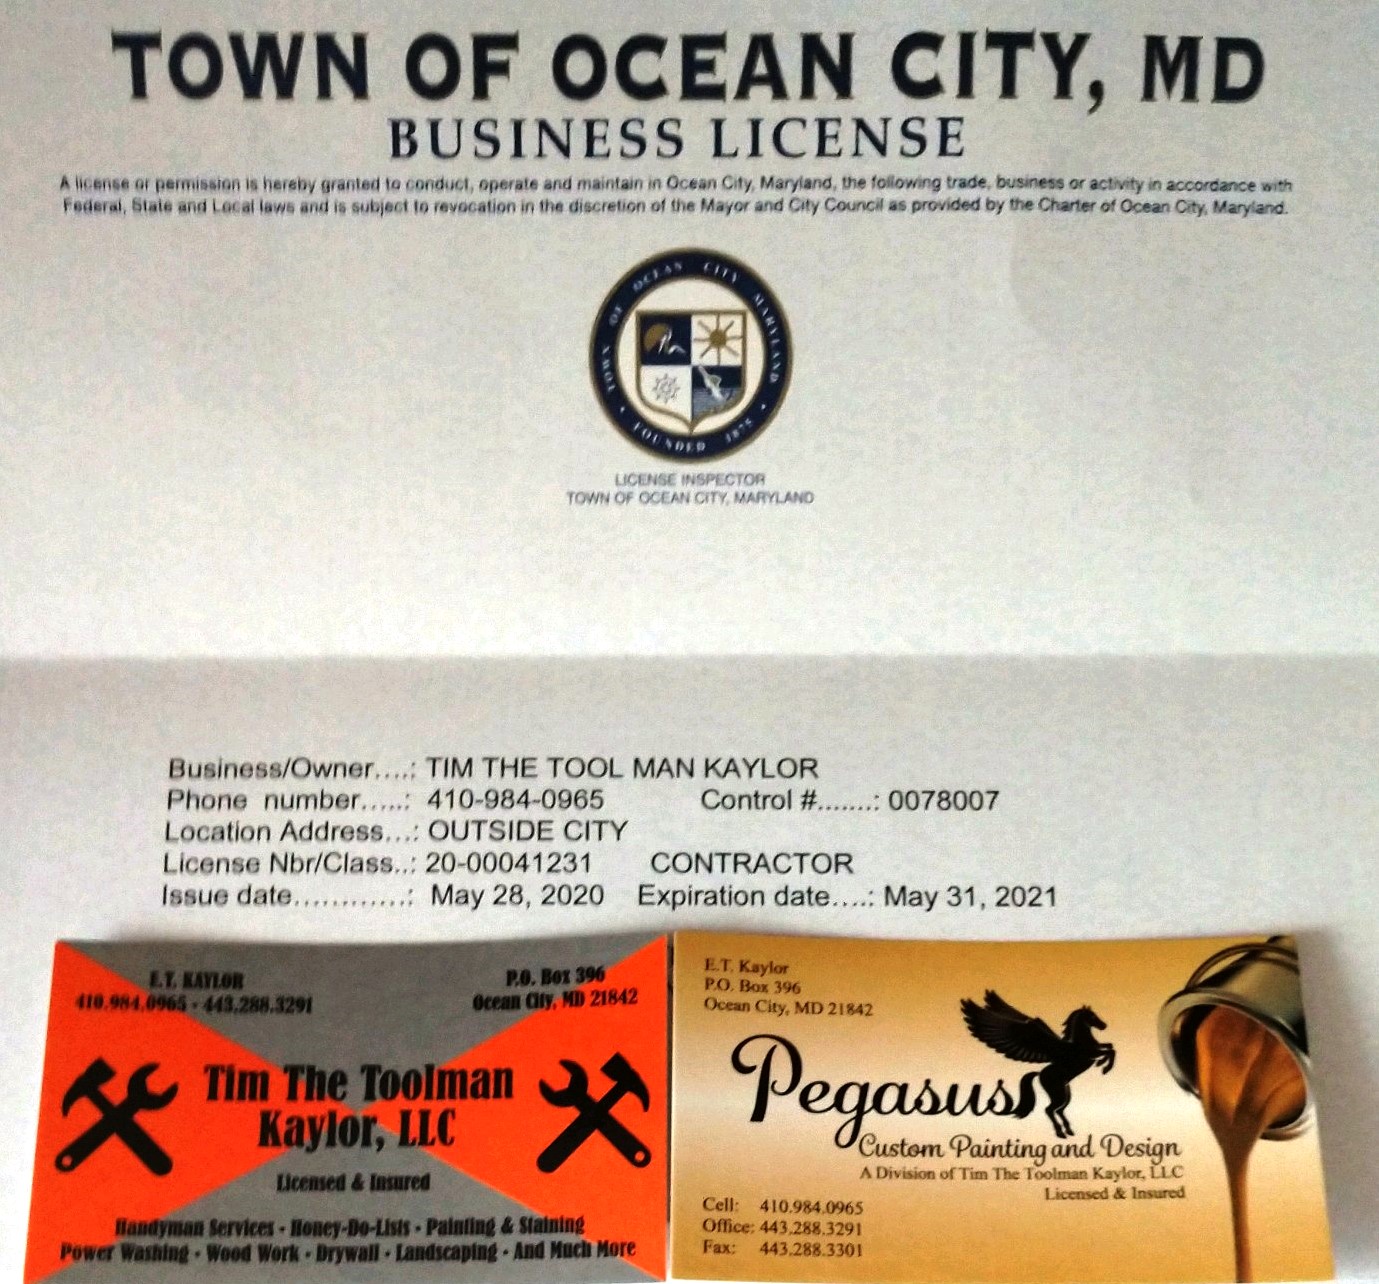 TOWN OF OCEAN CITY, MD
BUSINESS LICENSE
A license or permission is hereby granted to conduct, operate and maintain in Ocean City, Maryland, the following trade, business or activity in accordance with
Federal, State and Local laws and is subject to revocation in the discretion of the Mayor and City Council as provided by the Charter of Ocean City, Maryland.
TOWN OF OCEAN CITY MARYLAND
FOUNDED 1875
LICENSE INSPECTOR
TOWN OF OCEAN CITY, MARYLAND
Business/Owner....: TIM THE TOOL MAN KAYLOR
Phone number.....: 410-984-0965 Control #.......: 0078007
Location Address...: OUTSIDE CITY
License Nbr/Class..: 20-00041231 CONTRACTOR
Issue date............: May 28, 2020 Expiration date....: May 31, 2021
E.T. KAYLOR
410.984.0965 • 443.288.3291
P.O. Box 396
Ocean City, MD 21842
Tim The Toolman
Kaylor, LLC
Licensed & Insured
Handyman Services • Honey-Do-Lists • Painting & Staining
Power Washing • Wood Work • Drywall • Landscaping • And Much More
E.T. Kaylor
P.O. Box 396
Ocean City, MD 21842
Pegasus
Custom Painting and Design
A Division of Tim The Toolman Kaylor, LLC
Licensed & Insured
Cell: 410.984.0965
Office: 443.288.3291
Fax: 443.288.3301